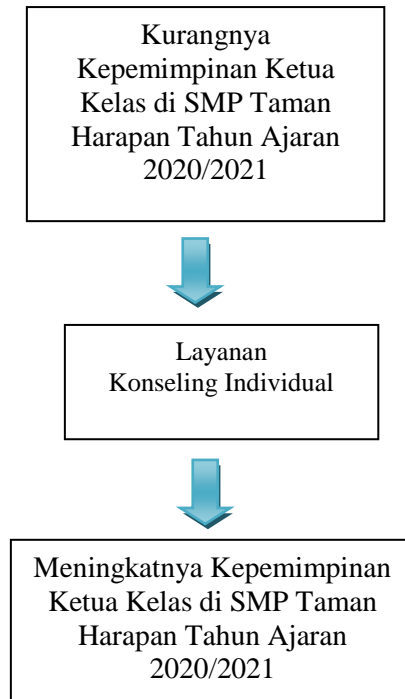 Kurangnya
Kepemimpinan Ketua
Kelas di SMP Taman
Harapan Tahun Ajaran
2020/2021
Layanan
Konseling Individual
Meningkatnya Kepemimpinan
Ketua Kelas di SMP Taman
Harapan Tahun Ajaran
2020/2021